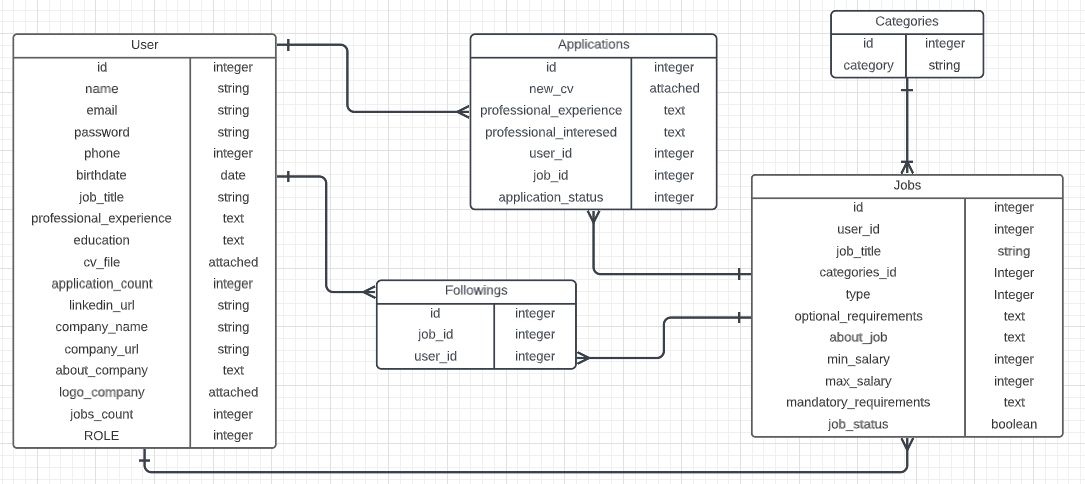 User
id integer
name string
email string
password string
phone integer
birthdate date
job_title string
professional_experience text
education text
cv_file attached
application_count integer
linkedin_url string
company_name string
company_url string
about_company text
logo_company attached
jobs_count integer
ROLE integer
Applications
id integer
new_cv attached
professional_experience text
professional_interesed text
user_id integer
job_id integer
application_status integer
Followings
id integer
job_id integer
user_id integer
Categories
id integer
category string
Jobs
id integer
user_id integer
job_title string
categories_id Integer
type Integer
optional_requirements text
about_job text
min_salary integer
max_salary integer
mandatory_requirements text
job_status boolean